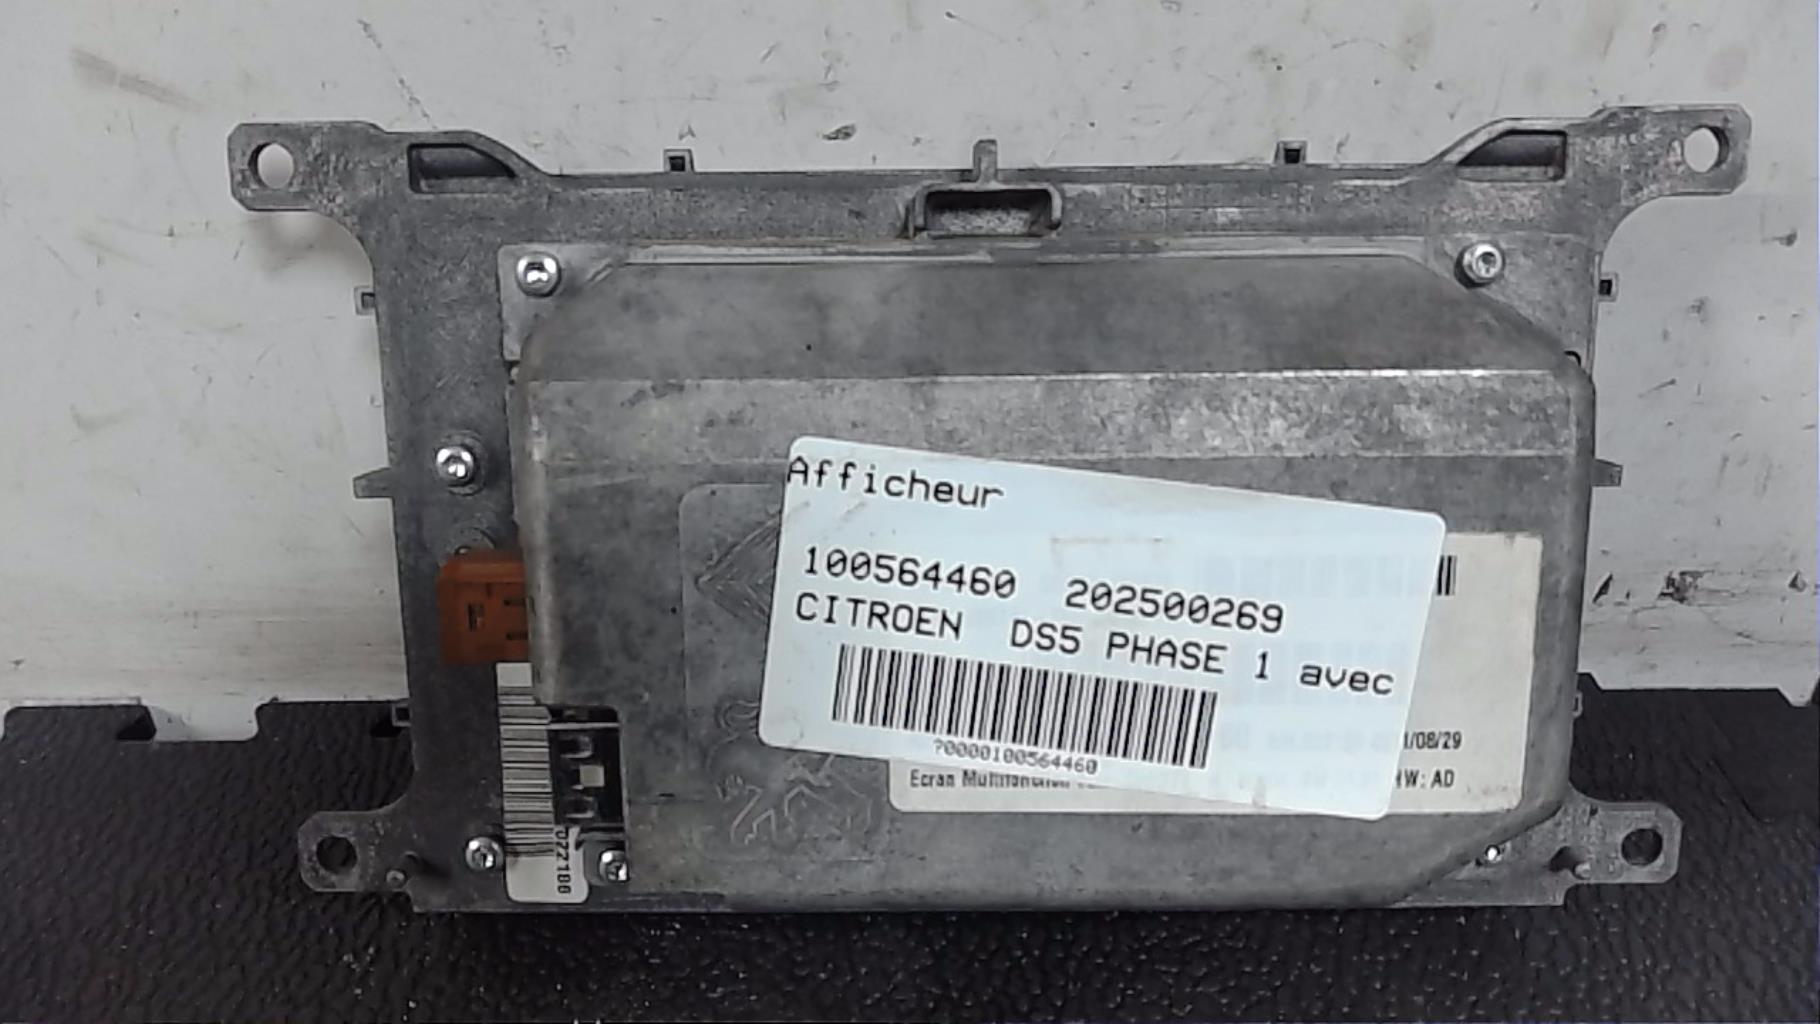 Afficheur
100564460 202500269
CITROEN DS5 PHASE 1 avec
?0000100564460
/08/29
Ecran Multifonction
HW: AD